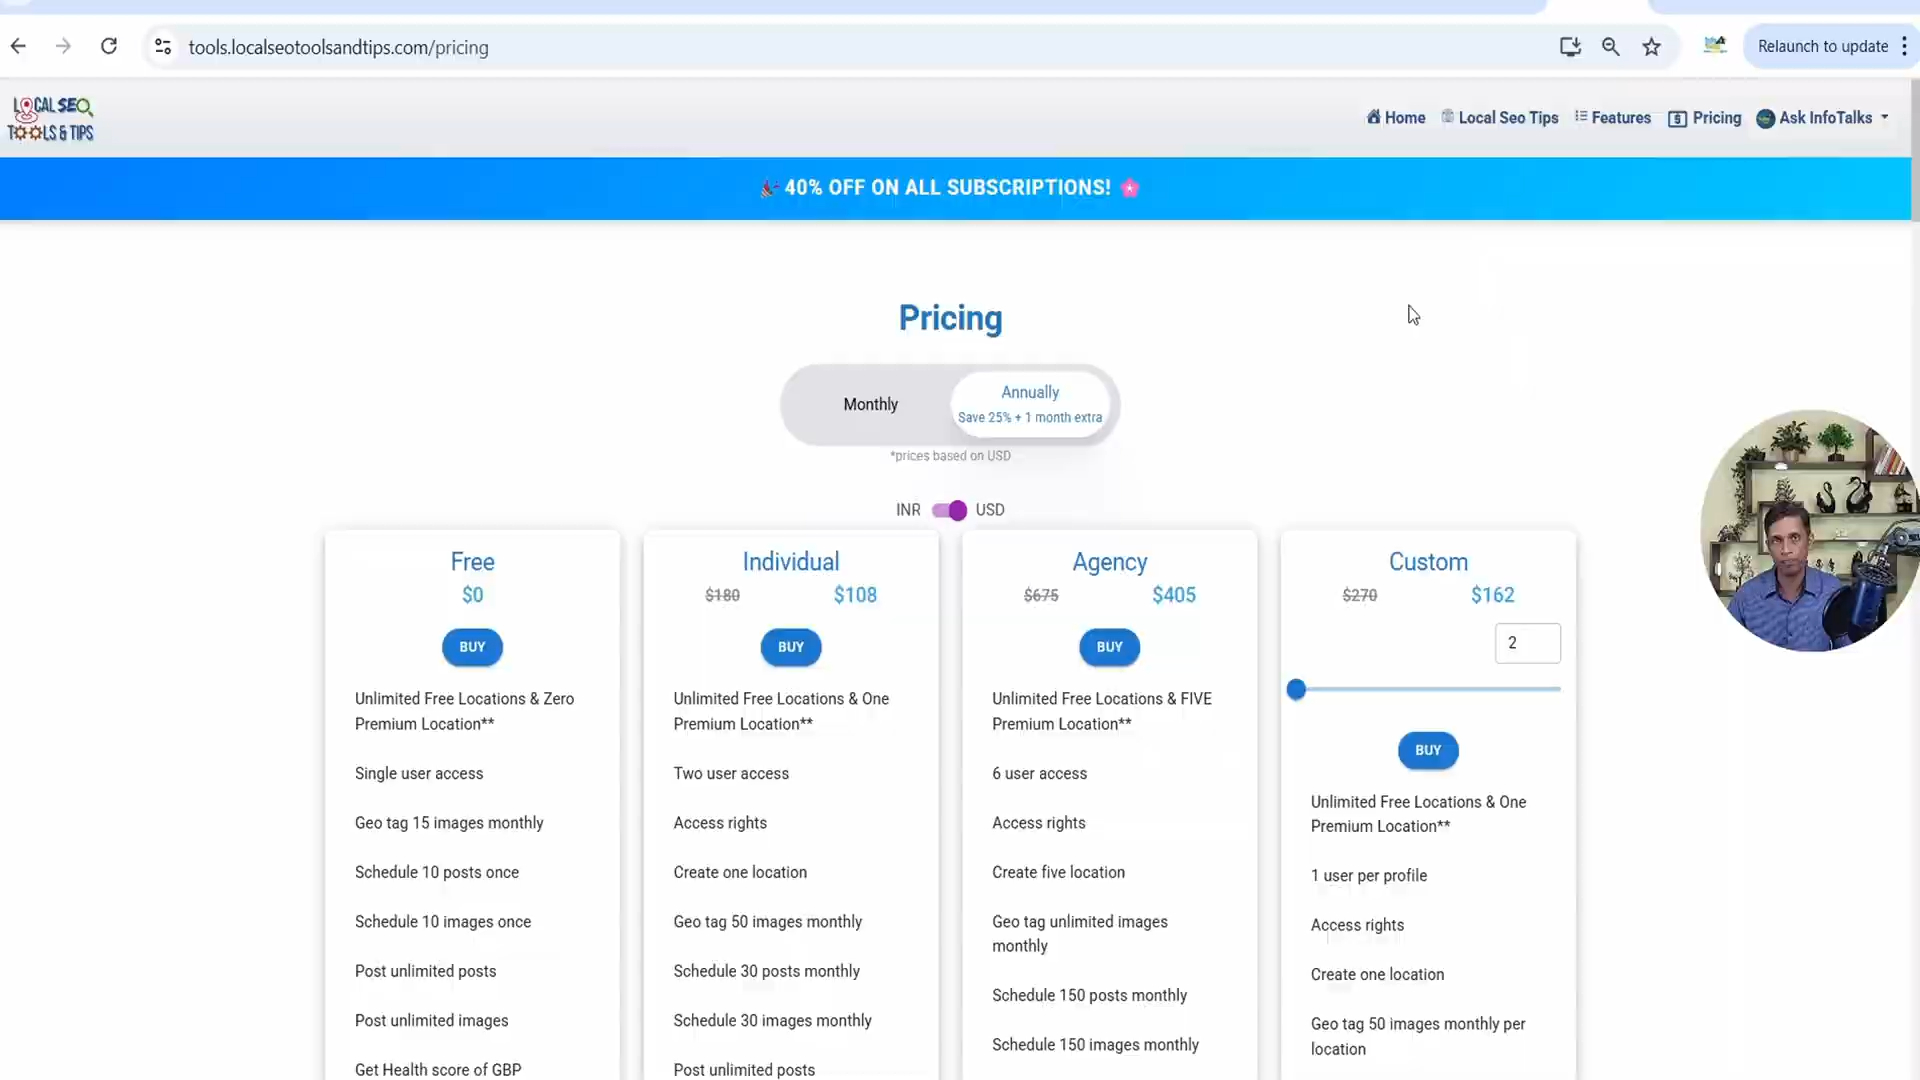 tools.localseotoolsandtips.com/pricing
Relaunch to update
LOCAL SEO
TOOLS & TIPS
Home
Local Seo Tips
Features
Pricing
Ask InfoTalks
40% OFF ON ALL SUBSCRIPTIONS!
Pricing
Monthly
Annually
Save 25% + 1 month extra
*prices based on USD
INR
USD
Free
$0
BUY
Unlimited Free Locations & Zero
Premium Location**
Single user access
Geo tag 15 images monthly
Schedule 10 posts once
Schedule 10 images once
Post unlimited posts
Post unlimited images
Get Health score of GBP
Individual
$180 $108
BUY
Unlimited Free Locations & One
Premium Location**
Two user access
Access rights
Create one location
Geo tag 50 images monthly
Schedule 30 posts monthly
Schedule 30 images monthly
Post unlimited posts
Agency
$675 $405
BUY
Unlimited Free Locations & FIVE
Premium Location**
6 user access
Access rights
Create five location
Geo tag unlimited images
monthly
Schedule 150 posts monthly
Schedule 150 images monthly
Custom
$270 $162
2
BUY
Unlimited Free Locations & One
Premium Location**
1 user per profile
Access rights
Create one location
Geo tag 50 images monthly per
location